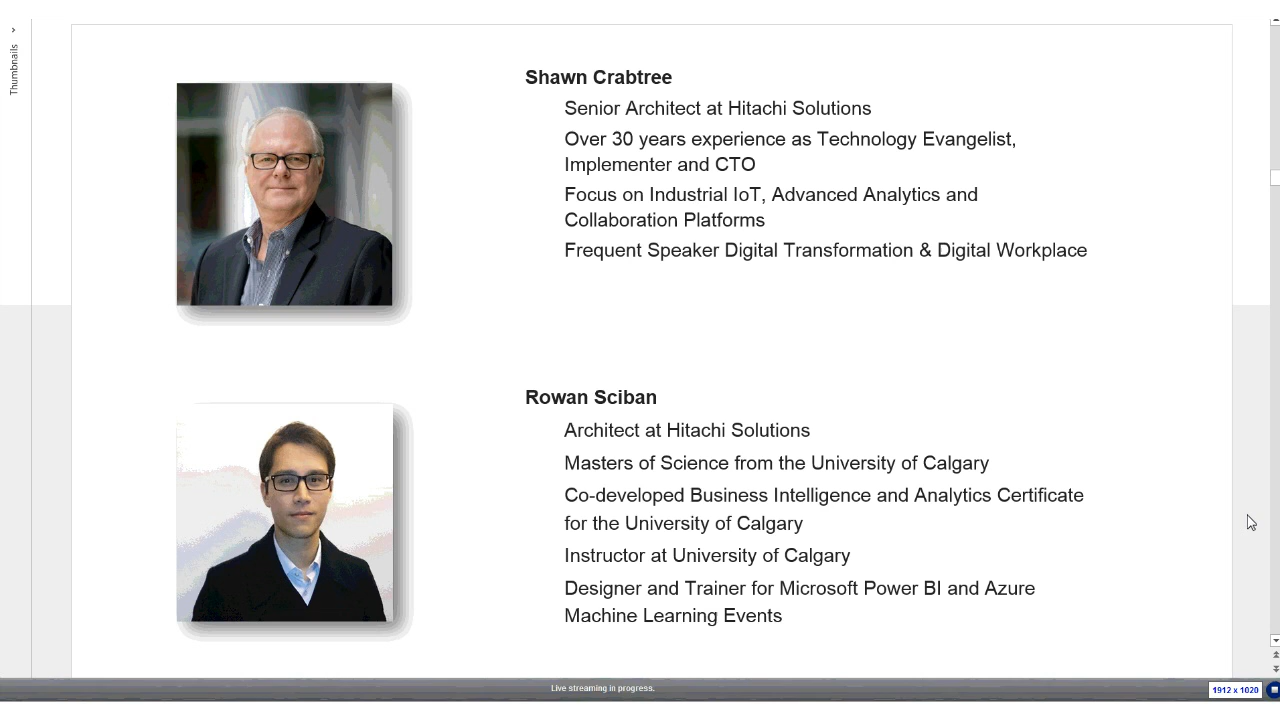 Thumbnails
Shawn Crabtree
Senior Architect at Hitachi Solutions
Over 30 years experience as Technology Evangelist,
Implementer and CTO
Focus on Industrial IoT, Advanced Analytics and
Collaboration Platforms
Frequent Speaker Digital Transformation & Digital Workplace
Rowan Sciban
Architect at Hitachi Solutions
Masters of Science from the University of Calgary
Co-developed Business Intelligence and Analytics Certificate
for the University of Calgary
Instructor at University of Calgary
Designer and Trainer for Microsoft Power BI and Azure
Machine Learning Events
Live streaming in progress.
1912 x 1020